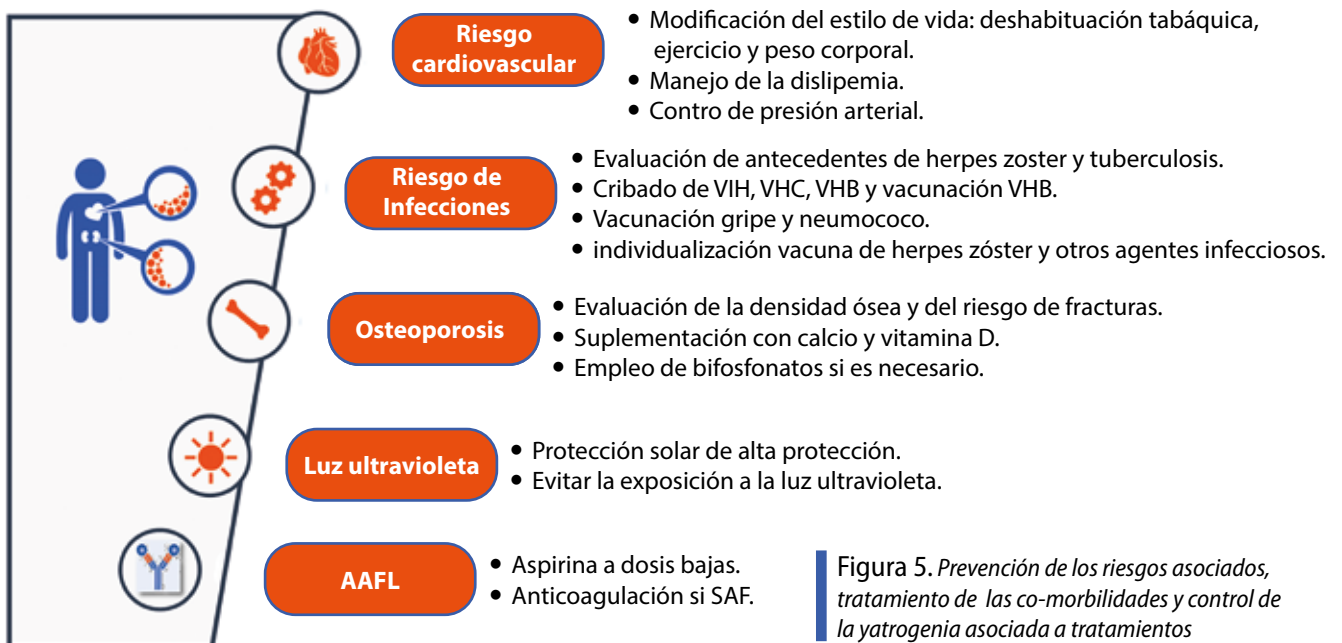 Riesgo
cardiovascular
• Modificación del estilo de vida: deshabituación tabáquica,
ejercicio y peso corporal.
• Manejo de la dislipemia.
• Contro de presión arterial.
Riesgo de
Infecciones
• Evaluación de antecedentes de herpes zoster y tuberculosis.
• Cribado de VIH, VHC, VHB y vacunación VHB.
• Vacunación gripe y neumococo.
• individualización vacuna de herpes zóster y otros agentes infecciosos.
Osteoporosis
• Evaluación de la densidad ósea y del riesgo de fracturas.
• Suplementación con calcio y vitamina D.
• Empleo de bifosfonatos si es necesario.
Luz ultravioleta
• Protección solar de alta protección.
• Evitar la exposición a la luz ultravioleta.
AAFL
• Aspirina a dosis bajas.
• Anticoagulación si SAF.
Figura 5. Prevención de los riesgos asociados,
tratamiento de las co-morbilidades y control de
la yatrogenia asociada a tratamientos